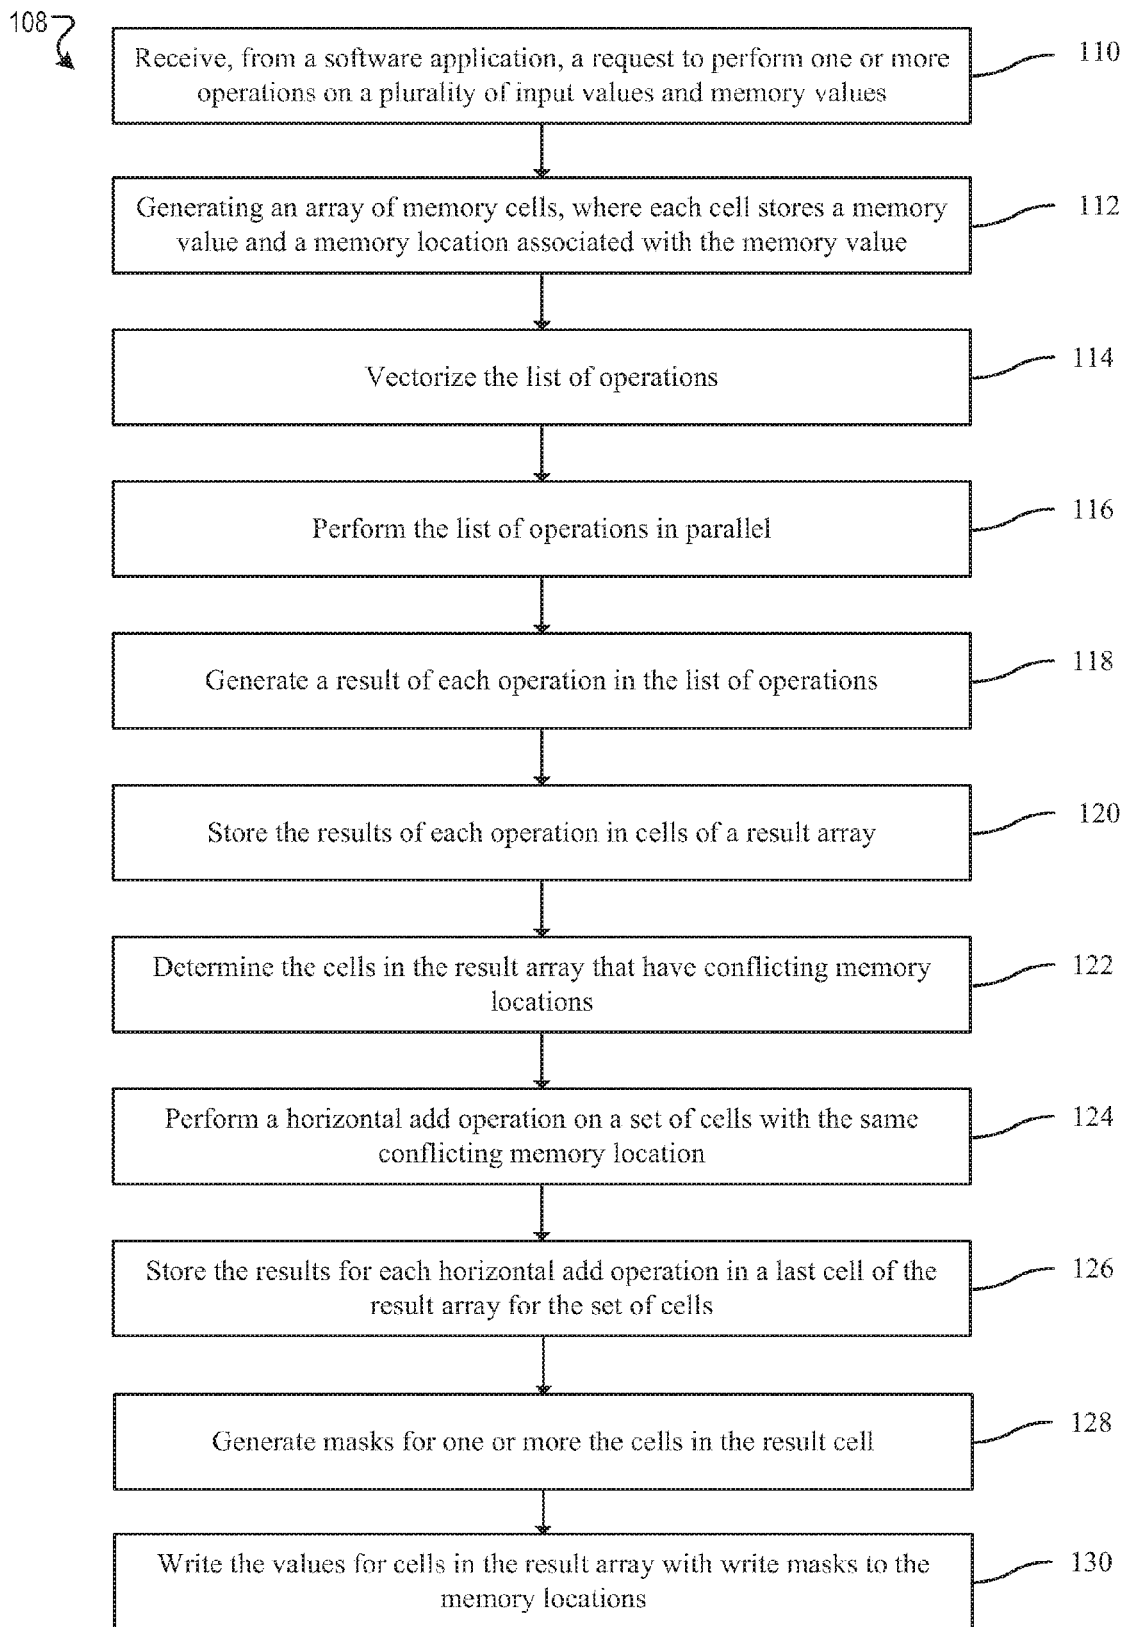 108
Receive, from a software application, a request to perform one or more
operations on a plurality of input values and memory values
110
Generating an array of memory cells, where each cell stores a memory
value and a memory location associated with the memory value
112
Vectorize the list of operations
114
Perform the list of operations in parallel
116
Generate a result of each operation in the list of operations
118
Store the results of each operation in cells of a result array
120
Determine the cells in the result array that have conflicting memory
locations
122
Perform a horizontal add operation on a set of cells with the same
conflicting memory location
124
Store the results for each horizontal add operation in a last cell of the
result array for the set of cells
126
Generate masks for one or more the cells in the result cell
128
Write the values for cells in the result array with write masks to the
memory locations
130